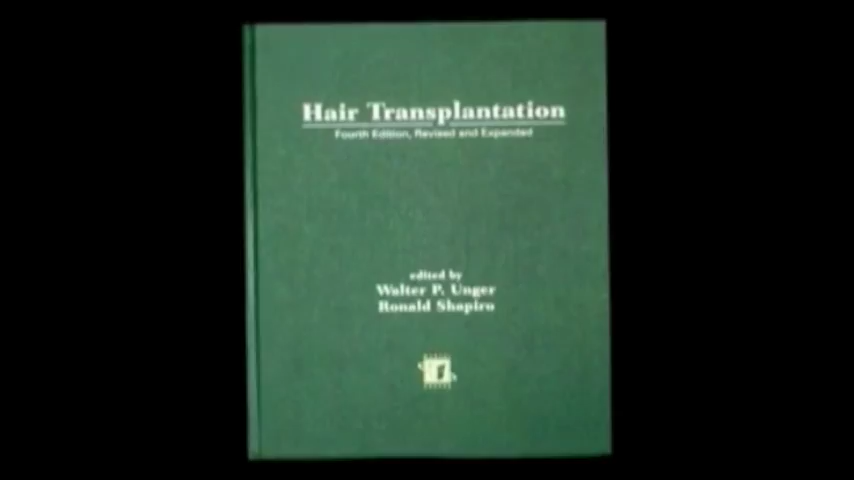 Hair Transplantation
Fourth Edition, Revised and Expanded
edited by
Walter P. Unger
Ronald Shapiro